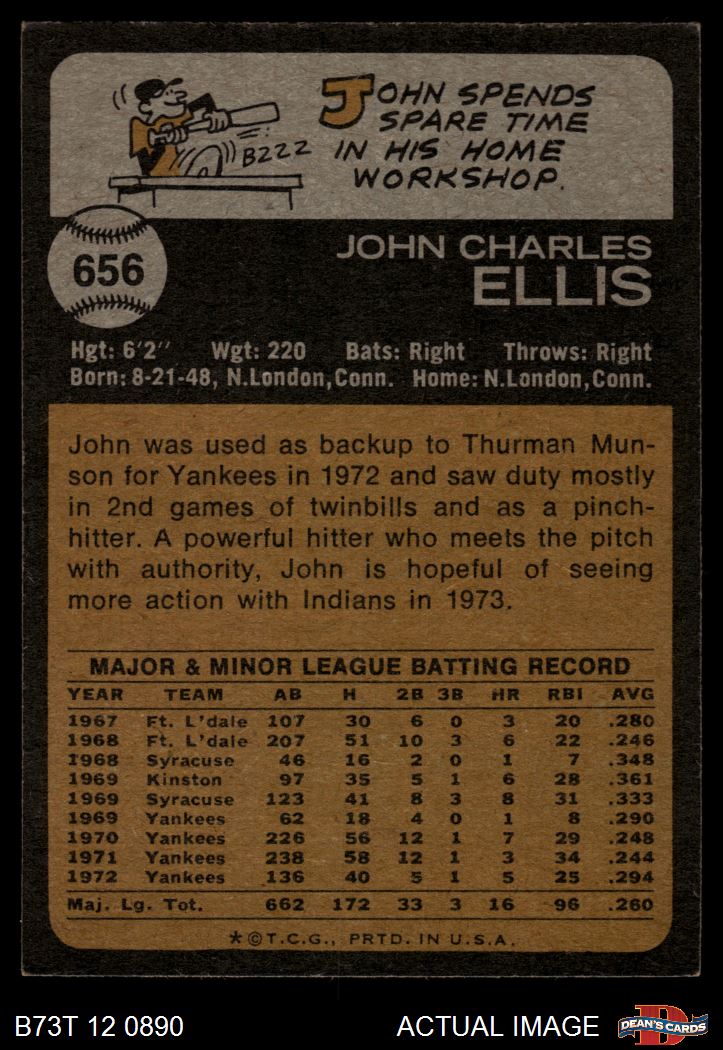 JOHN SPENDS
SPARE TIME
IN HIS HOME
WORKSHOP.
BZZZ
656
JOHN CHARLES
ELLIS
Hgt: 6'2" Wgt: 220 Bats: Right Throws: Right
Born: 8-21-48, N.London,Conn. Home: N.London,Conn.
John was used as backup to Thurman Mun-
son for Yankees in 1972 and saw duty mostly
in 2nd games of twinbills and as a pinch-
hitter. A powerful hitter who meets the pitch
with authority, John is hopeful of seeing
more action with Indians in 1973.
MAJOR & MINOR LEAGUE BATTING RECORD
YEAR TEAM AB H 2B 3B HR RBI AVG
1967 Ft. L'dale 107 30 6 0 3 20 .280
1968 Ft. L'dale 207 51 10 3 6 22 .246
1968 Syracuse 46 16 2 0 1 7 .348
1969 Kinston 97 35 5 1 6 28 .361
1969 Syracuse 123 41 8 3 8 31 .333
1969 Yankees 62 18 4 0 1 8 .290
1970 Yankees 226 56 12 1 7 29 .248
1971 Yankees 238 58 12 1 3 34 .244
1972 Yankees 136 40 5 1 5 25 .294
Maj. Lg. Tot. 662 172 33 3 16 96 .260
*©T.C.G., PRTD. IN U.S.A.
B73T 12 0890 ACTUAL IMAGE
D
DEAN'S CARDS